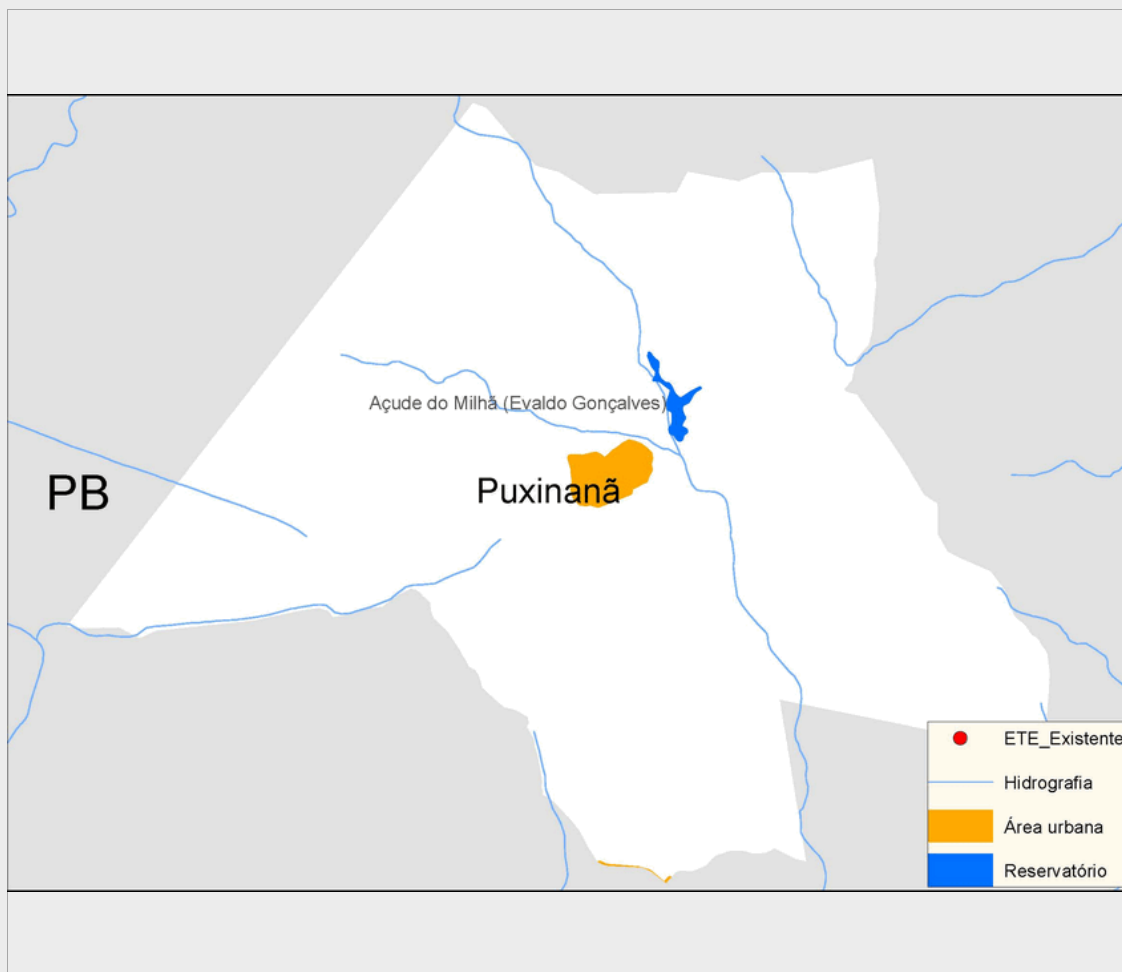 Açude do Milhã (Evaldo Gonçalves)
PB
Puxinanã
ETE_Existente
Hidrografia
Área urbana
Reservatório